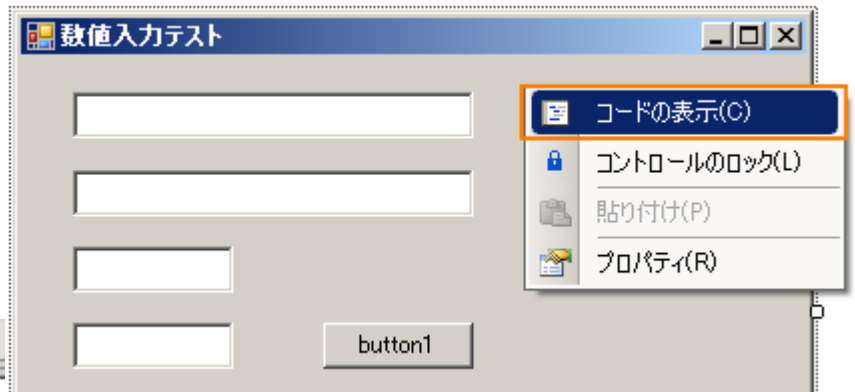 数値入力テスト
コードの表示(C)
コントロールのロック(L)
貼り付け(P)
プロパティ(R)
button1